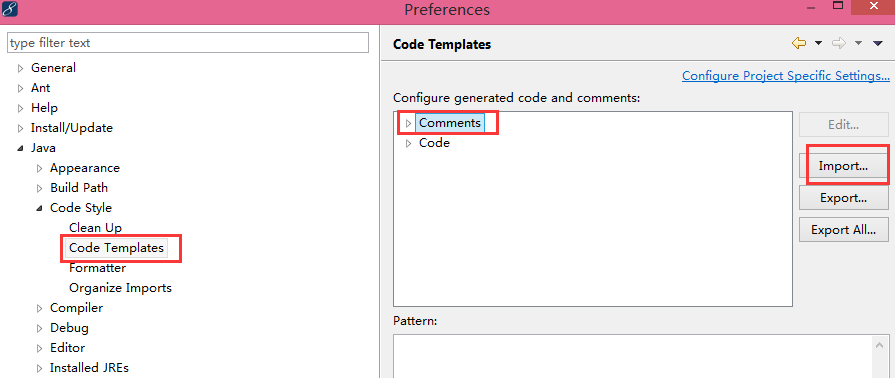 Preferences
type filter text
General
Ant
Help
Install/Update
Java
Appearance
Build Path
Code Style
Clean Up
Code Templates
Formatter
Organize Imports
Compiler
Debug
Editor
Installed JREs
Code Templates
Configure Project Specific Settings...
Configure generated code and comments:
Comments
Code
Edit...
Import...
Export...
Export All...
Pattern: